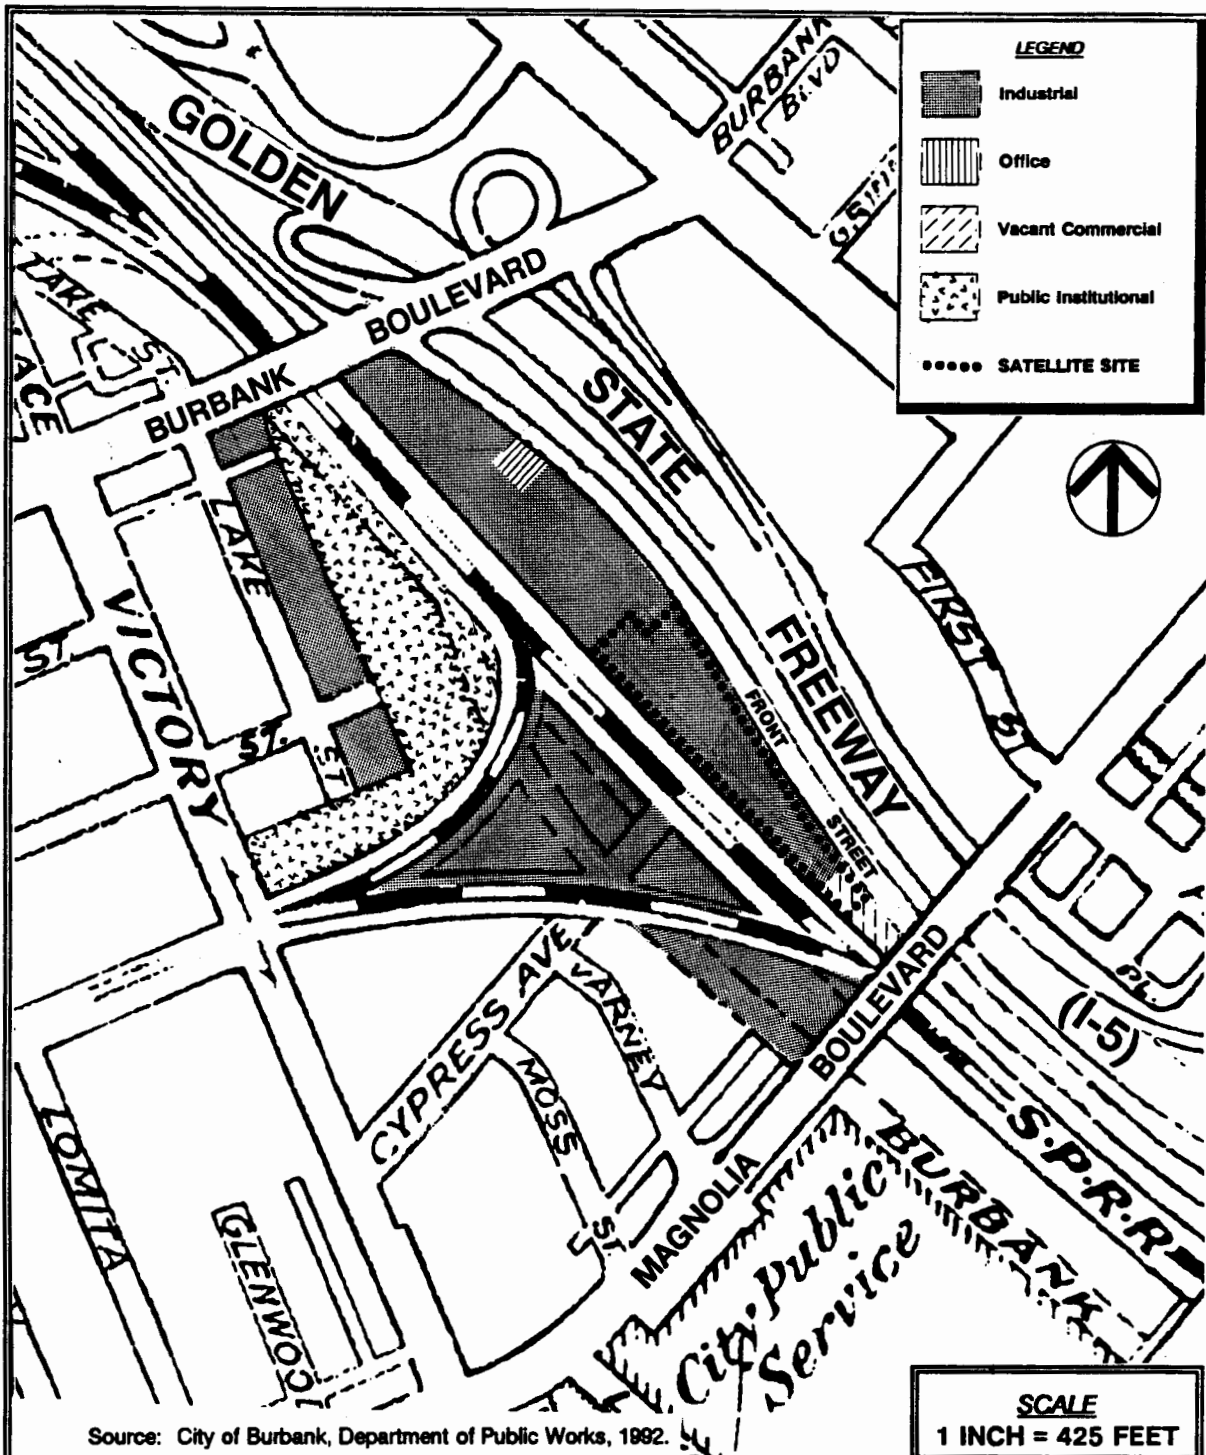 LEGEND
Industrial
Office
Vacant Commercial
Public Institutional
SATELLITE SITE
GOLDEN
STATE
FREEWAY
(I-5)
BURBANK
BLVD
BURBANK
BOULEVARD
LAKE
ST.
LAKE
VICTORY
ST
ST.
ST
FIRST
ST
FRONT
STREET
CYPRESS AVE.
VARNEY
MOSS
ST.
MAGNOLIA
BOULEVARD
PL.
S.P.R.R
BURBANK
City Public
Service
LOMITA
SCALE
1 INCH = 425 FEET
Source: City of Burbank, Department of Public Works, 1992.